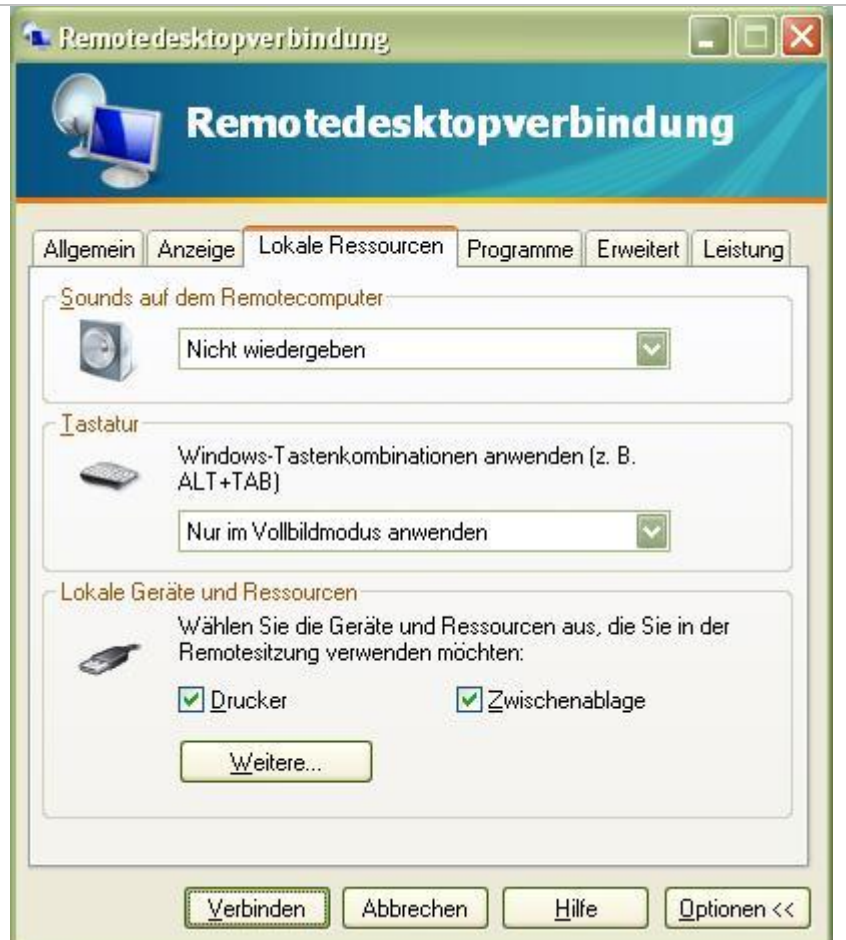 Remotedesktopverbindung
Remotedesktopverbindung
Allgemein Anzeige Lokale Ressourcen Programme Erweitert Leistung
Sounds auf dem Remotecomputer
Nicht wiedergeben
Tastatur
Windows-Tastenkombinationen anwenden (z. B.
ALT+TAB)
Nur im Vollbildmodus anwenden
Lokale Geräte und Ressourcen
Wählen Sie die Geräte und Ressourcen aus, die Sie in der
Remotesitzung verwenden möchten:
Drucker Zwischenablage
Weitere...
Verbinden Abbrechen Hilfe Optionen <<